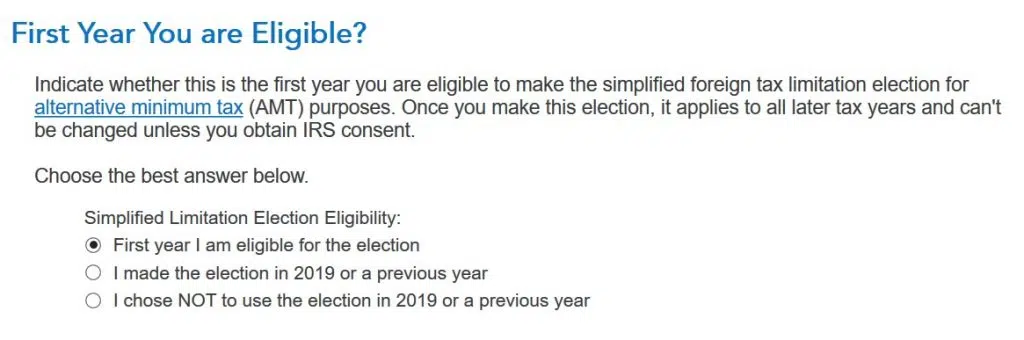 First Year You are Eligible?
Indicate whether this is the first year you are eligible to make the simplified foreign tax limitation election for
alternative minimum tax (AMT) purposes. Once you make this election, it applies to all later tax years and can't
be changed unless you obtain IRS consent.
Choose the best answer below.
Simplified Limitation Election Eligibility:
First year I am eligible for the election
I made the election in 2019 or a previous year
I chose NOT to use the election in 2019 or a previous year